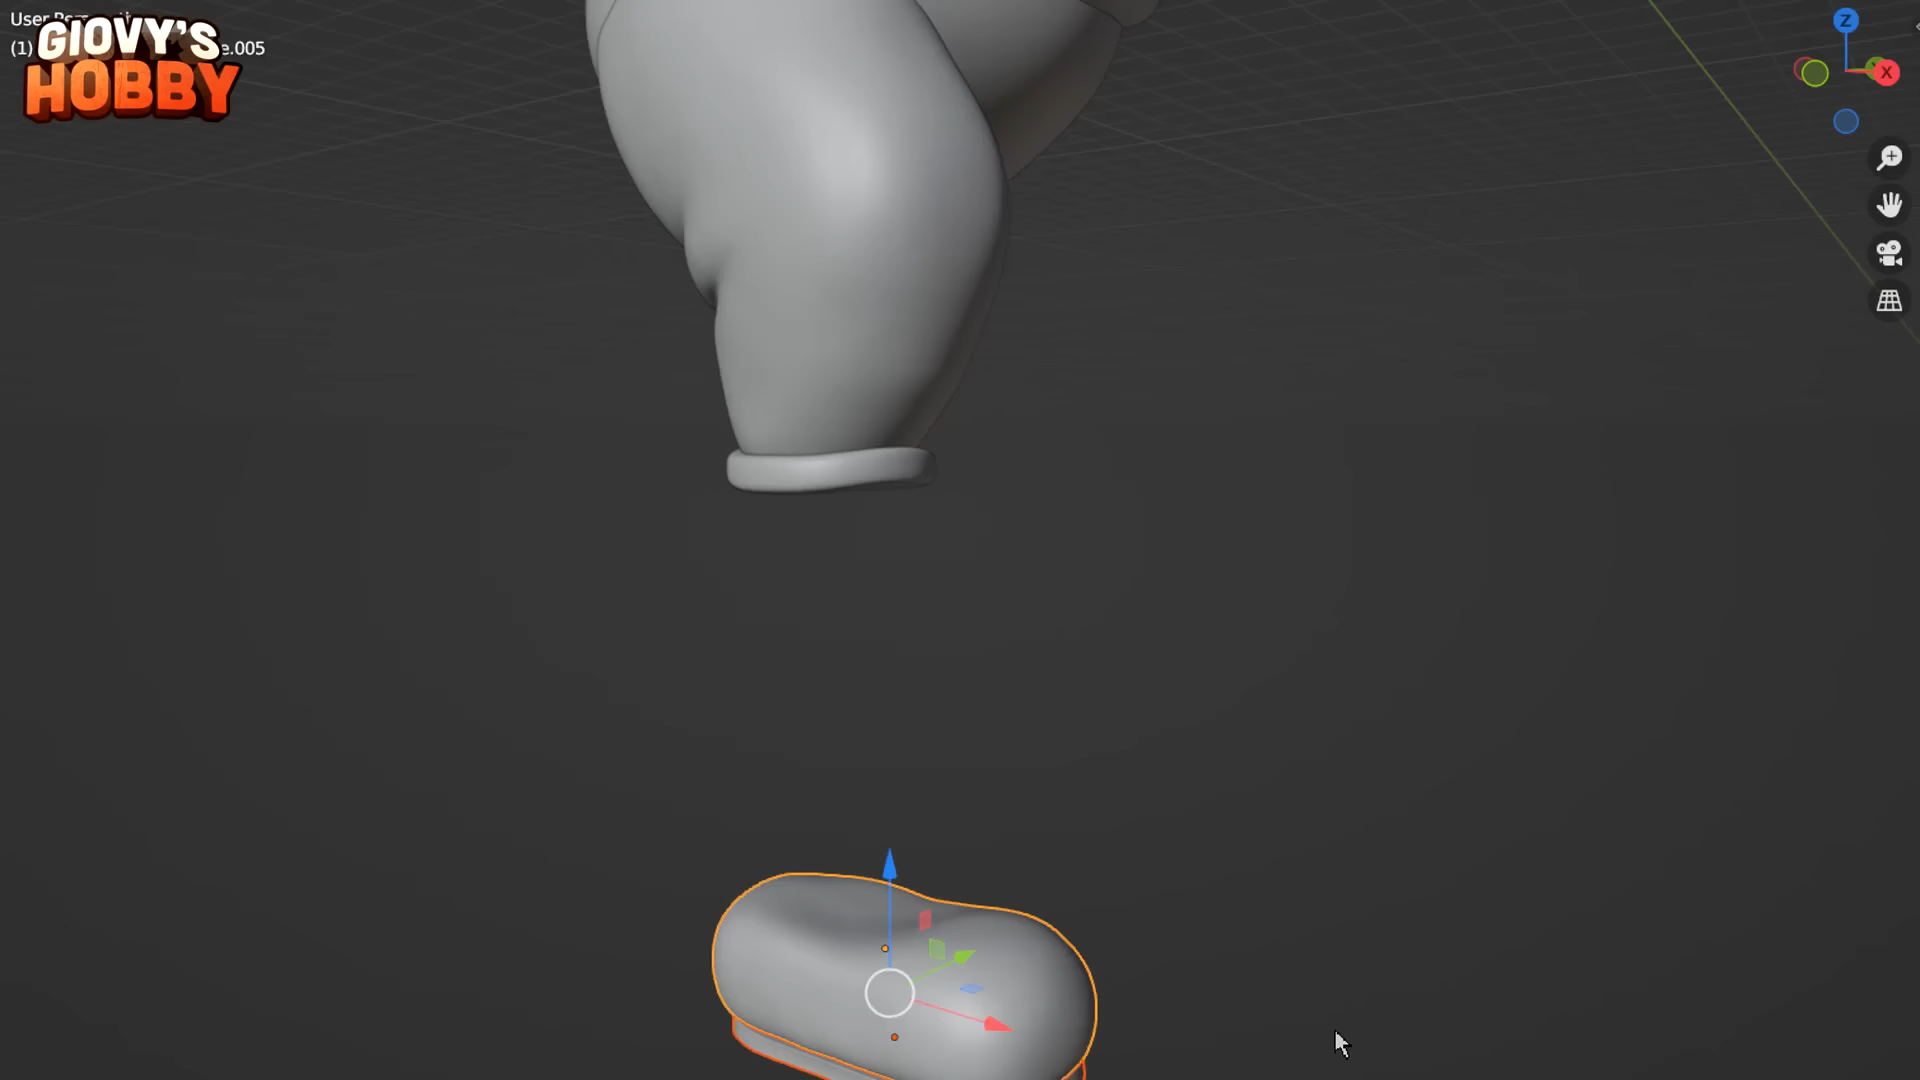 User
GIOVY'S
(1) e.005
HOBBY
Z
X